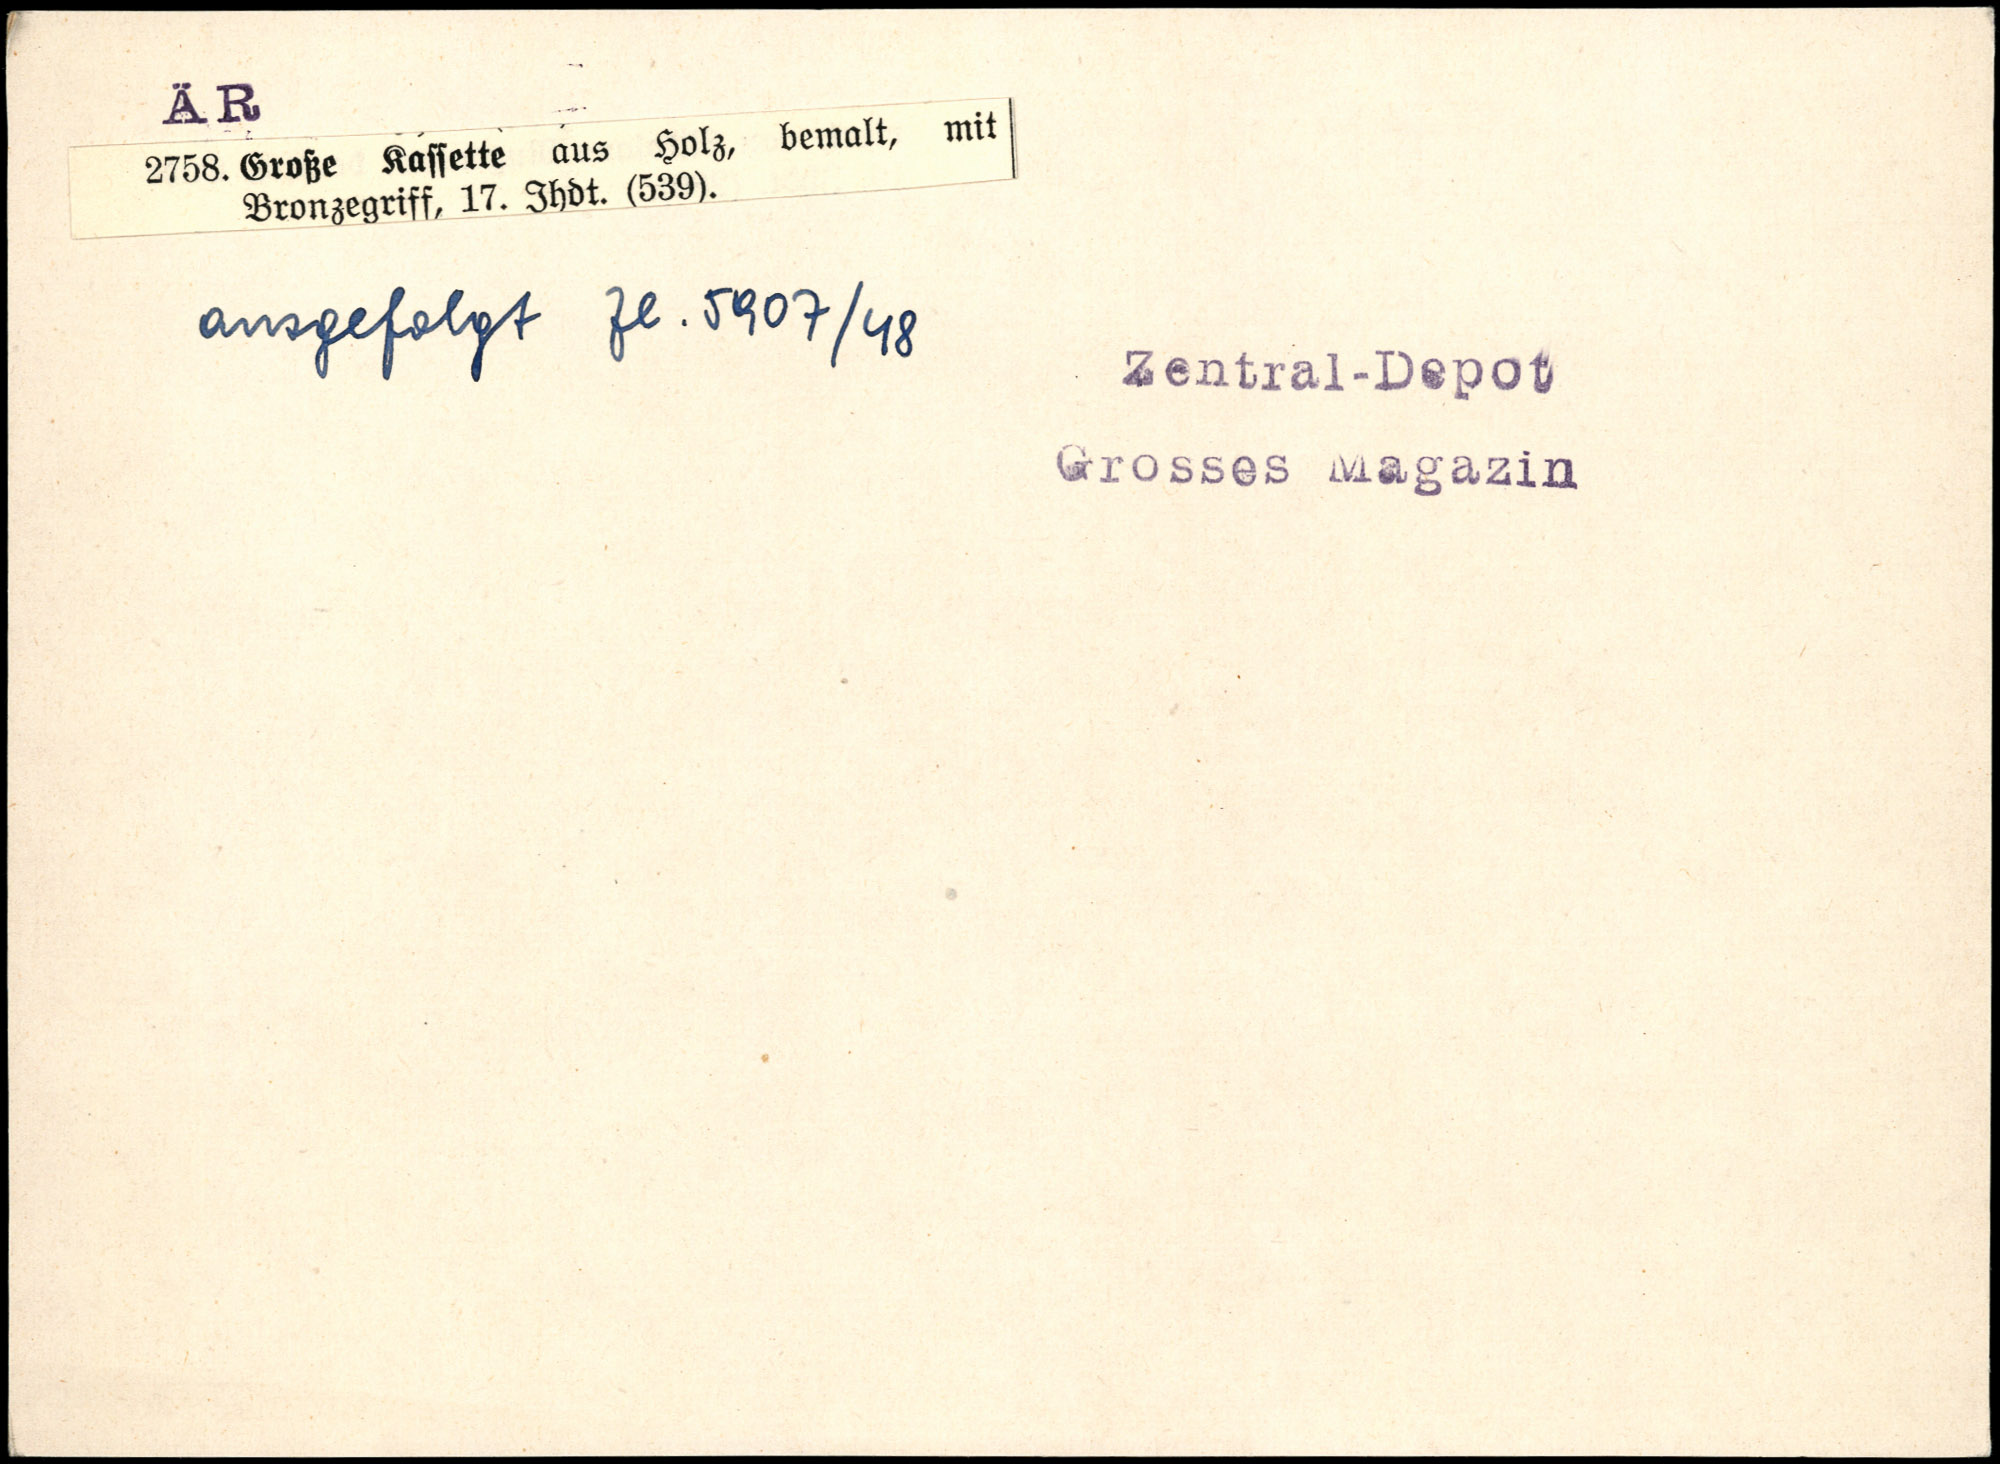 ÄR
2758. Große Kassette aus Holz, bemalt, mit
Bronzegriff, 17. Jhdt. (539).
ausgefolgt Zl. 5907/48
Zentral-Depot
Grosses Magazin